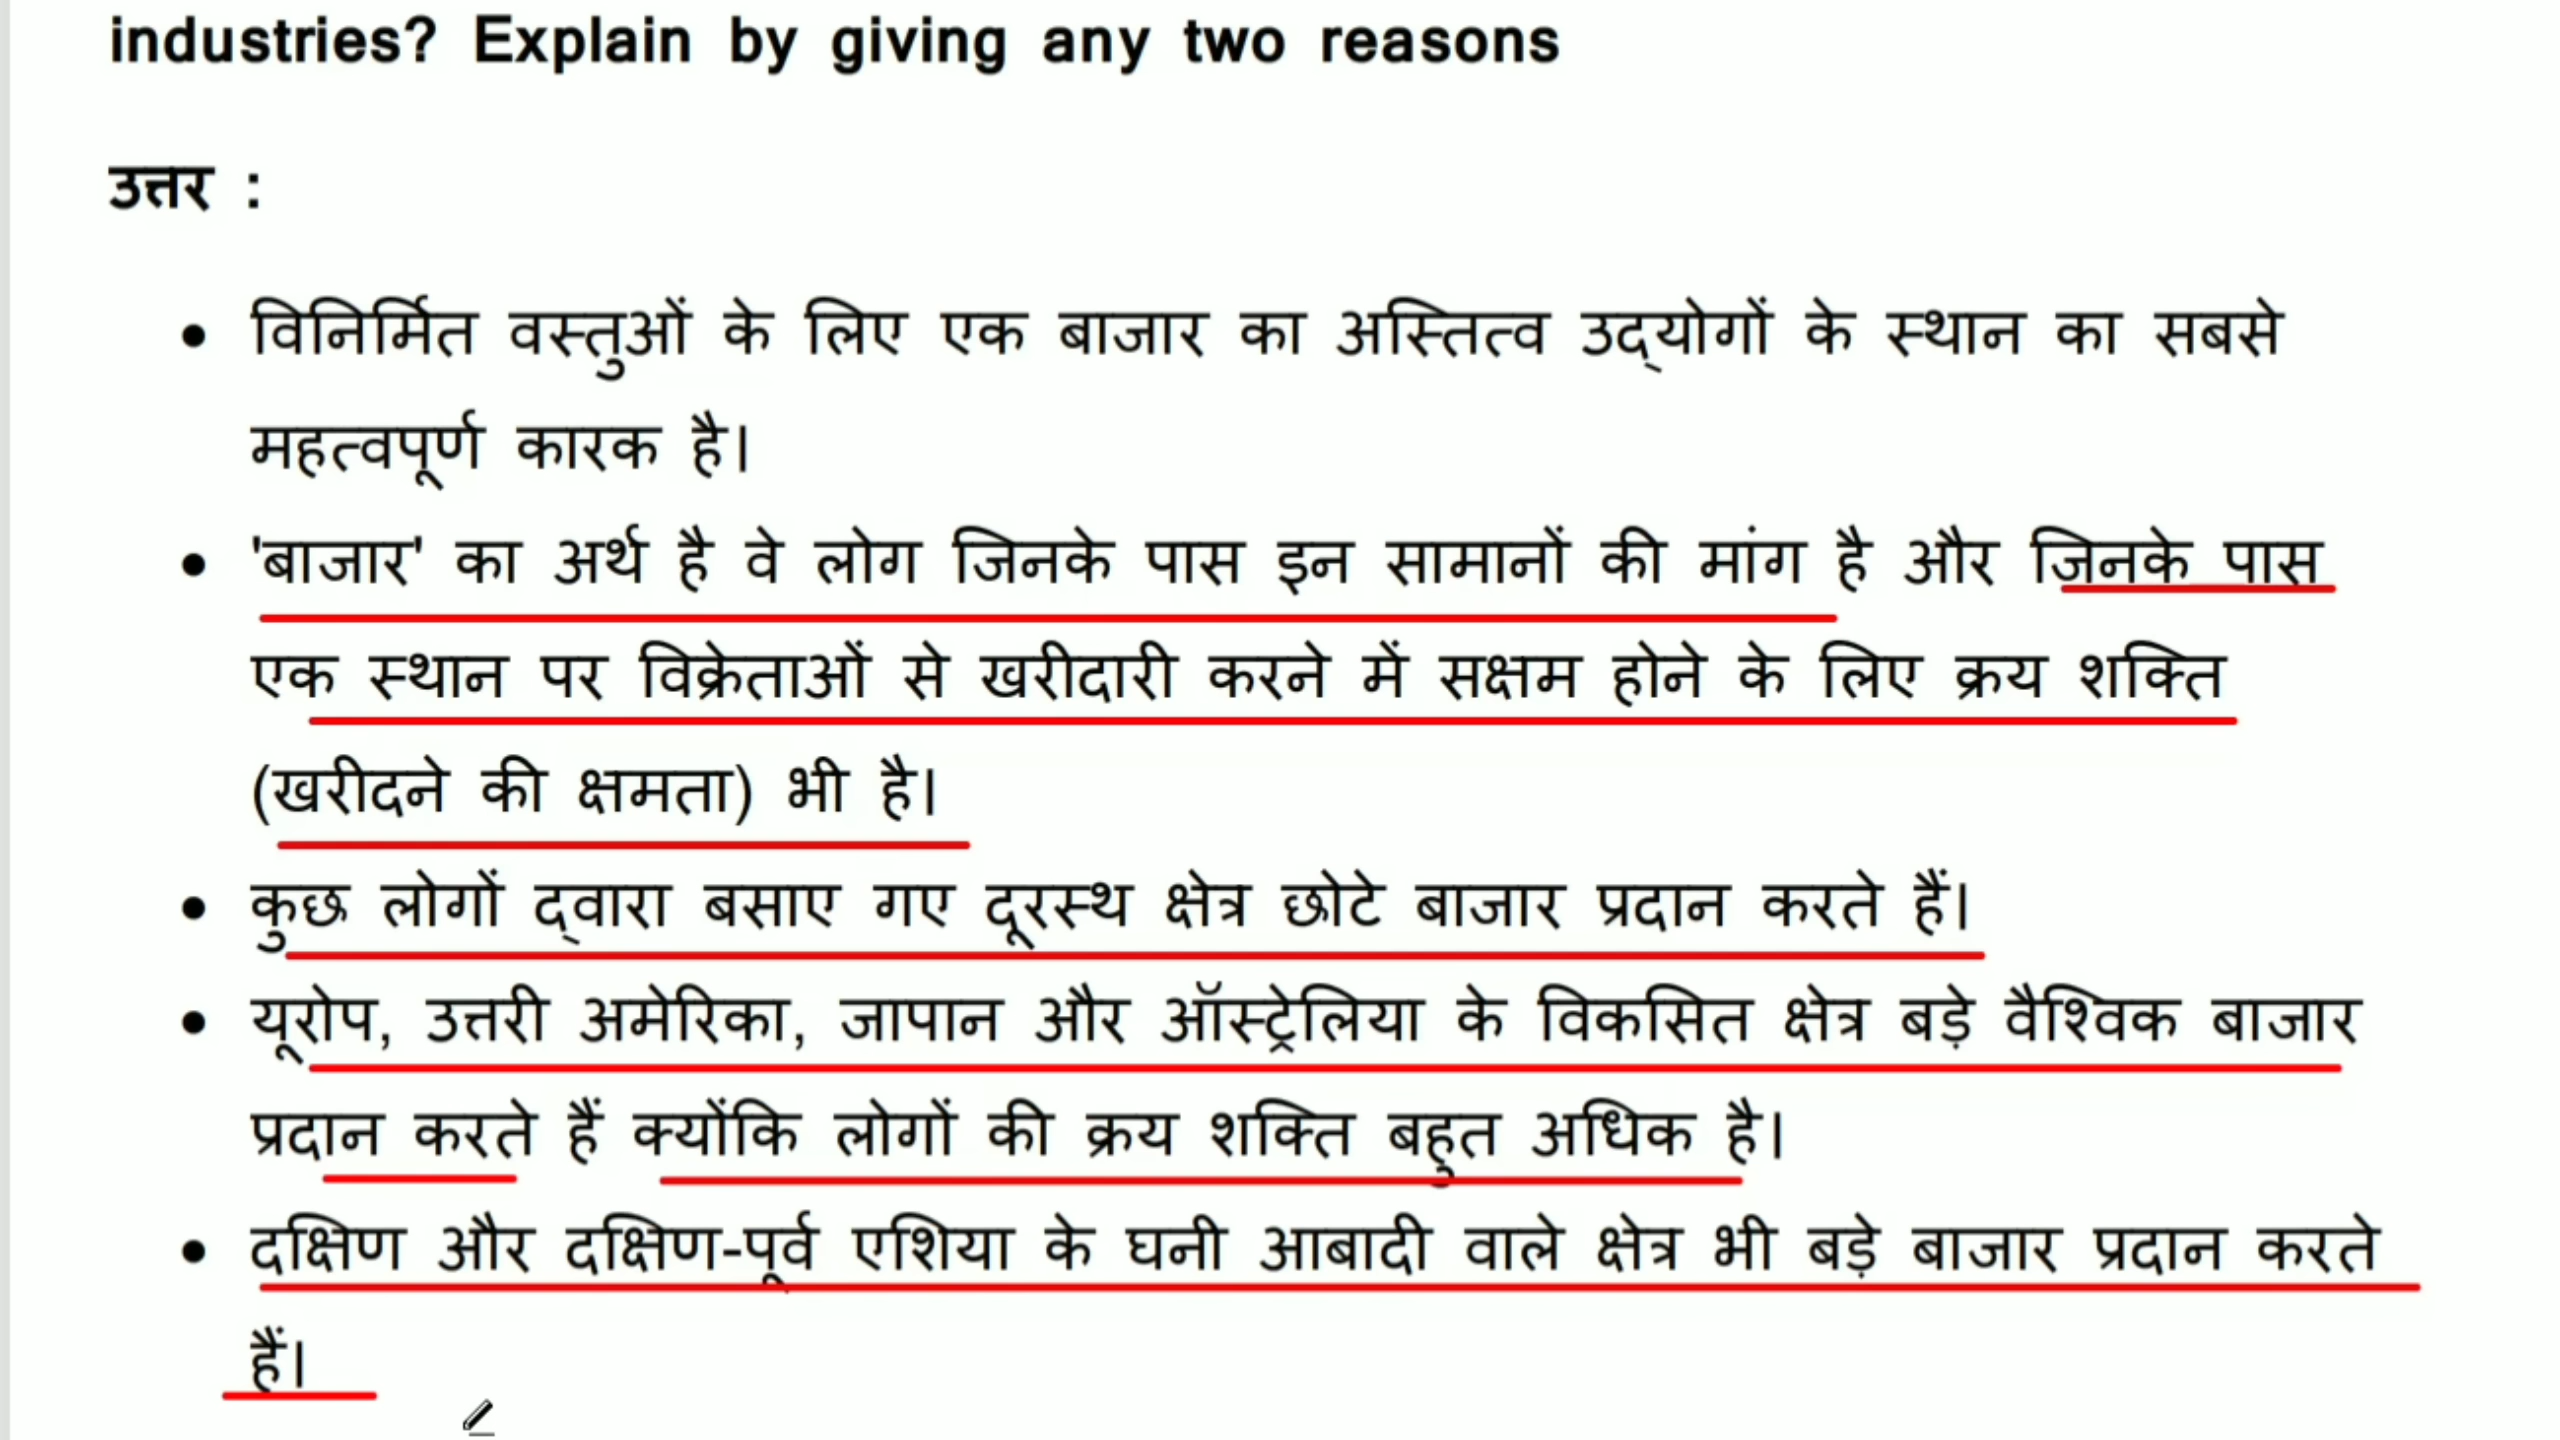 industries? Explain by giving any two reasons
उत्तर :
• विनिर्मित वस्तुओं के लिए एक बाजार का अस्तित्व उद्योगों के स्थान का सबसे
महत्वपूर्ण कारक है।
• 'बाजार' का अर्थ है वे लोग जिनके पास इन सामानों की मांग है और जिनके पास
एक स्थान पर विक्रेताओं से खरीदारी करने में सक्षम होने के लिए क्रय शक्ति
(खरीदने की क्षमता) भी है।
• कुछ लोगों द्वारा बसाए गए दूरस्थ क्षेत्र छोटे बाजार प्रदान करते हैं।
• यूरोप, उत्तरी अमेरिका, जापान और ऑस्ट्रेलिया के विकसित क्षेत्र बड़े वैश्विक बाजार
प्रदान करते हैं क्योंकि लोगों की क्रय शक्ति बहुत अधिक है।
• दक्षिण और दक्षिण-पूर्व एशिया के घनी आबादी वाले क्षेत्र भी बड़े बाजार प्रदान करते
हैं।